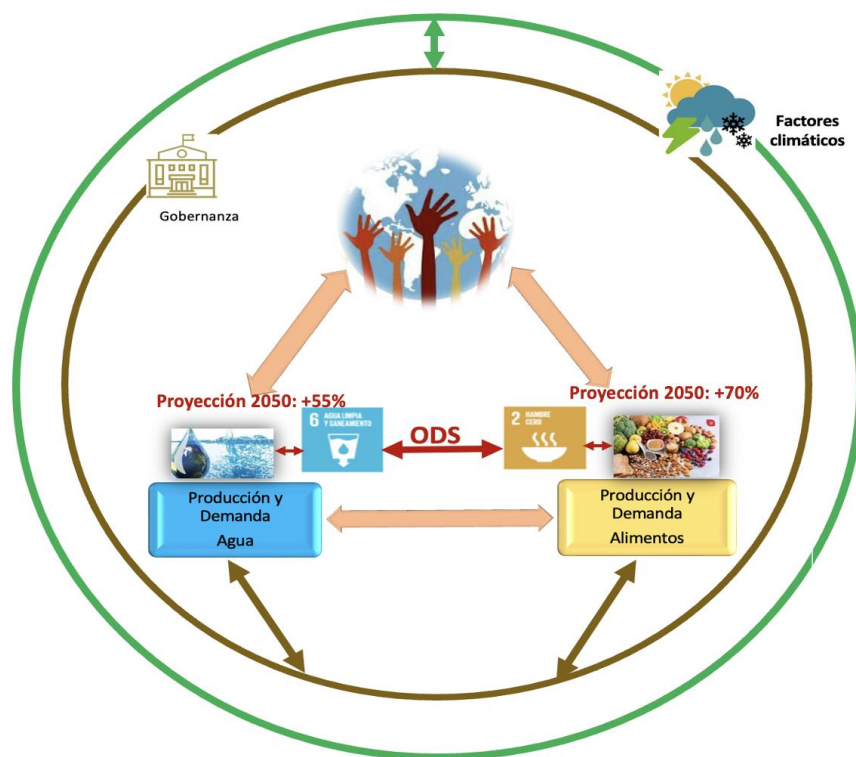 Factores
climáticos
Gobernanza
Proyección 2050: +55%
Proyección 2050: +70%
6 AGUA LIMPIA
Y SANEAMIENTO
ODS
2 HAMBRE
CERO
Producción y
Demanda
Agua
Producción y
Demanda
Alimentos